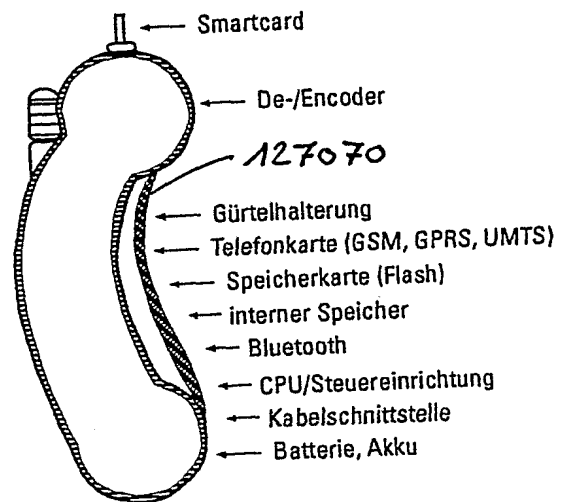 Smartcard
De-/Encoder
127070
Gürtelhalterung
Telefonkarte (GSM, GPRS, UMTS)
Speicherkarte (Flash)
interner Speicher
Bluetooth
CPU/Steuereinrichtung
Kabelschnittstelle
Batterie, Akku